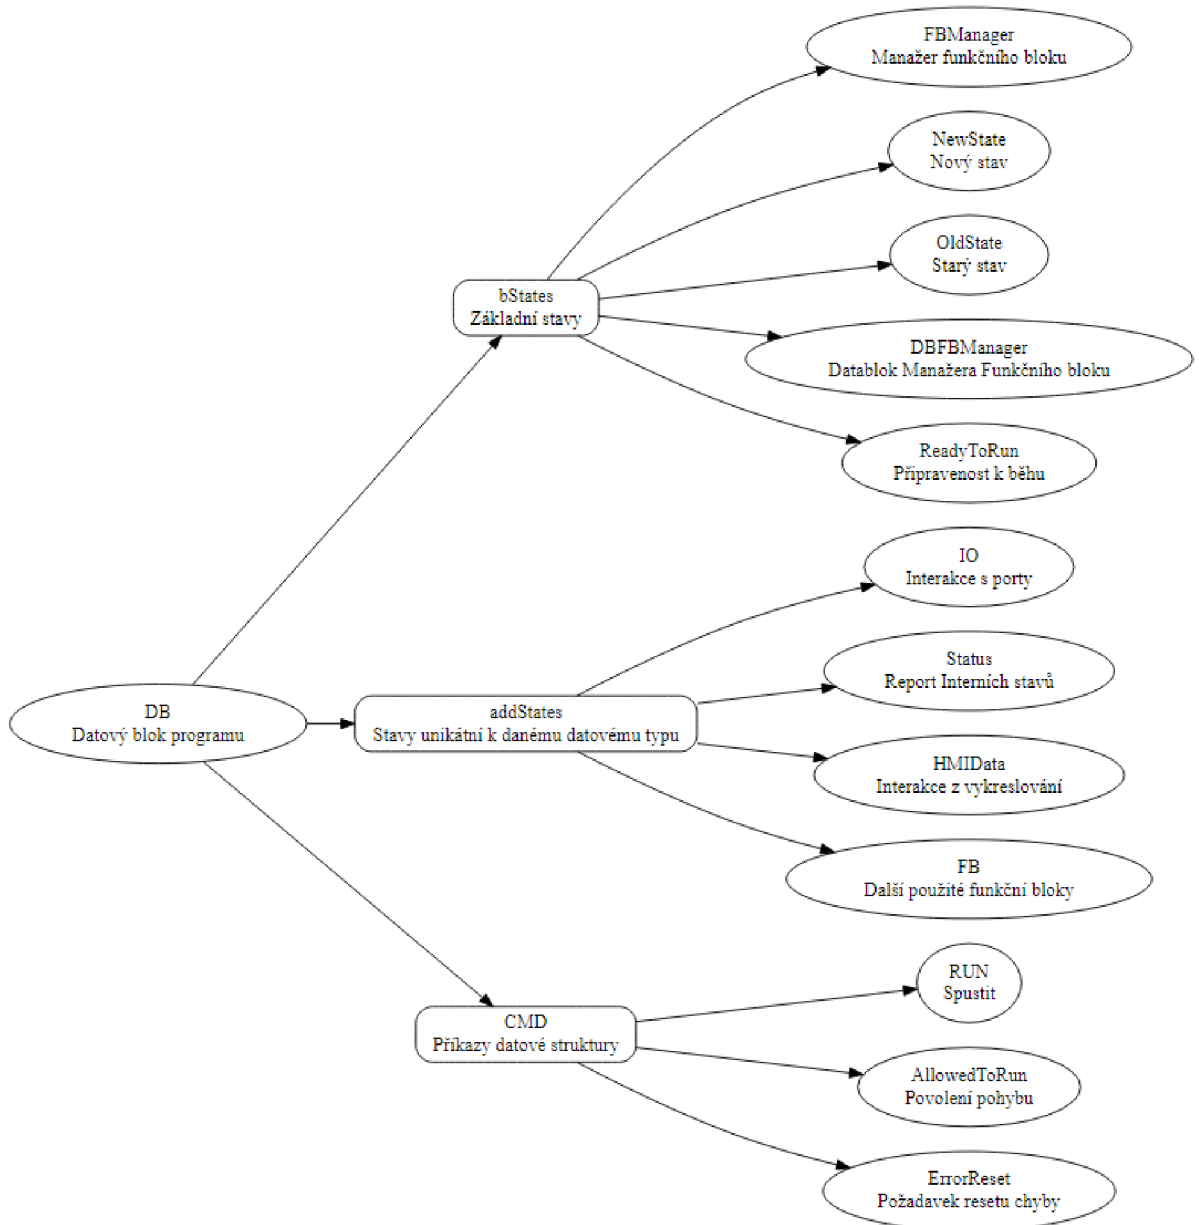 FBManager
Manažer funkčního bloku
NewState
Nový stav
OldState
Starý stav
bStates
Základní stavy
DBFBManager
Datablok Manažera Funkčního bloku
ReadyToRun
Připravenost k běhu
IO
Interakce s porty
Status
Report Interních stavů
DB
Datový blok programu
addStates
Stavy unikátní k danému datovému typu
HMIData
Interakce z vykreslování
FB
Další použité funkční bloky
RUN
Spustit
CMD
Příkazy datové struktury
AllowedToRun
Povolení pohybu
ErrorReset
Požadavek resetu chyby